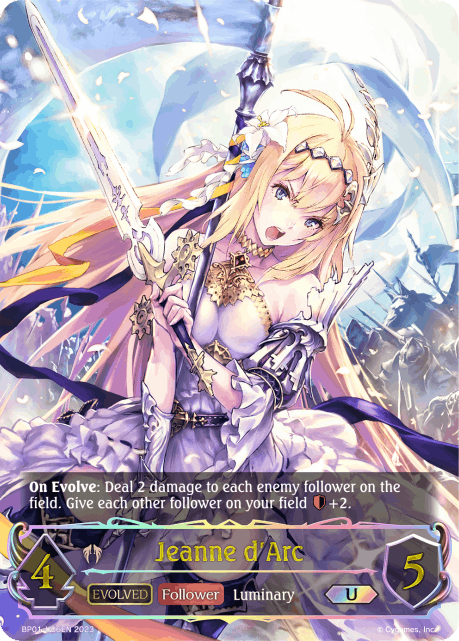 On Evolve: Deal 2 damage to each enemy follower on the
field. Give each other follower on your field +2.
Jeanne d'Arc
4
5
EVOLVED Follower Luminary U
2023 © Cygames, Inc.